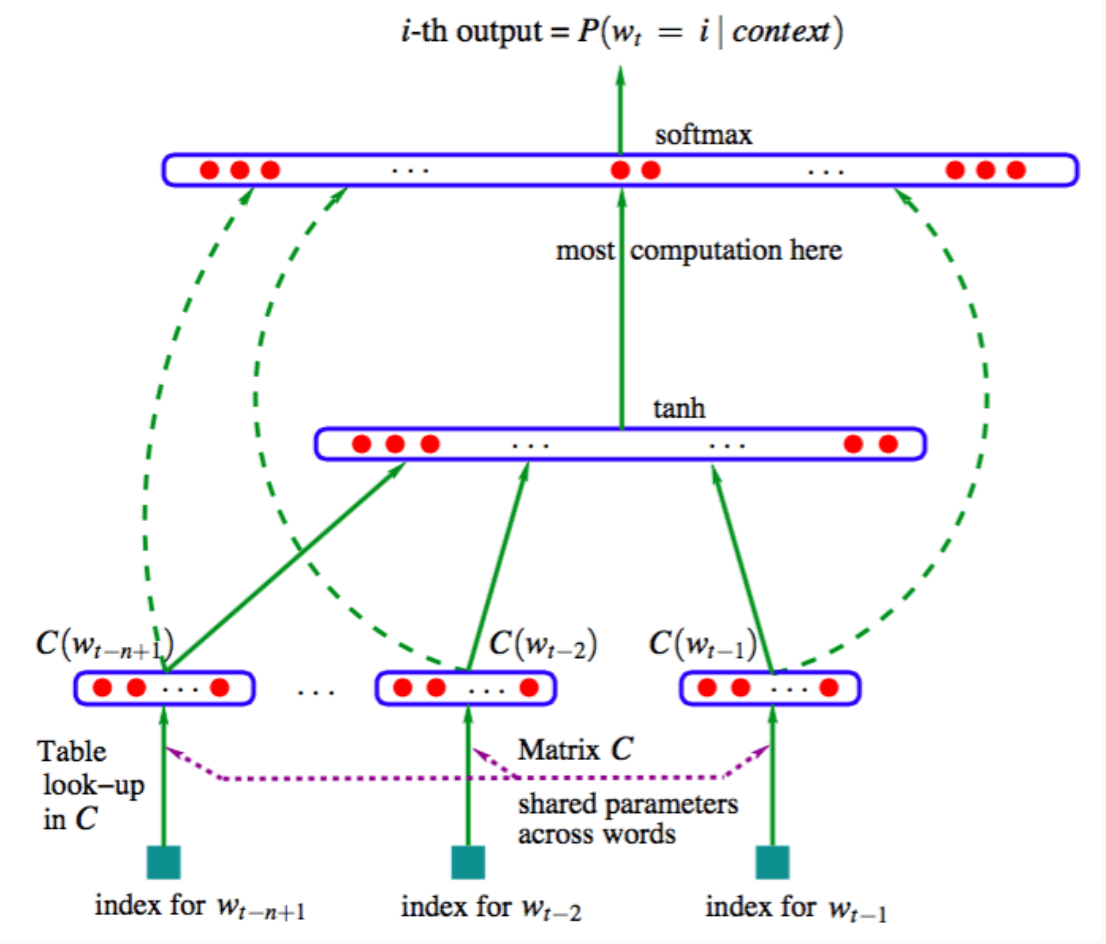 i-th output = P(w_t = i | context)
softmax
. . .
. . .
most computation here
tanh
. . .
. . .
C(w_{t−n+1})
C(w_{t−2})
C(w_{t−1})
. . .
. . .
. . .
. . .
Table
look−up
in C
Matrix C
shared parameters
across words
index for w_{t−n+1}
index for w_{t−2}
index for w_{t−1}